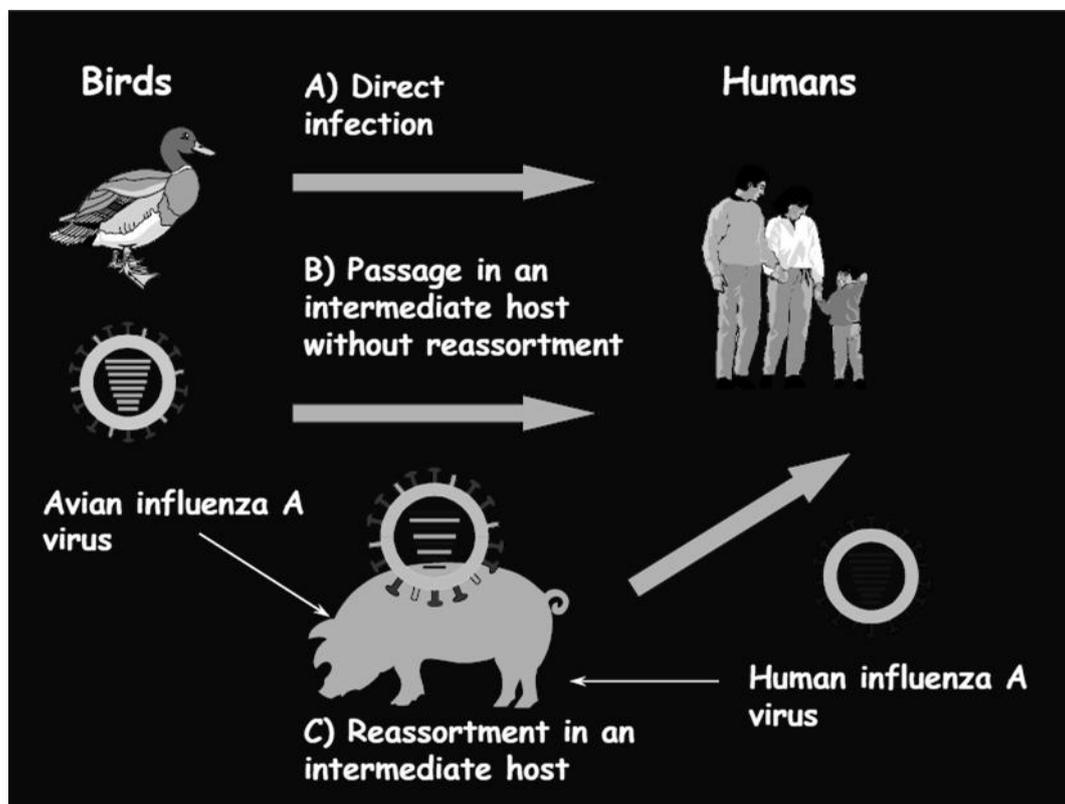 Birds
A) Direct
infection
Humans
B) Passage in an
intermediate host
without reassortment
Avian influenza A
virus
Human influenza A
virus
C) Reassortment in an
intermediate host